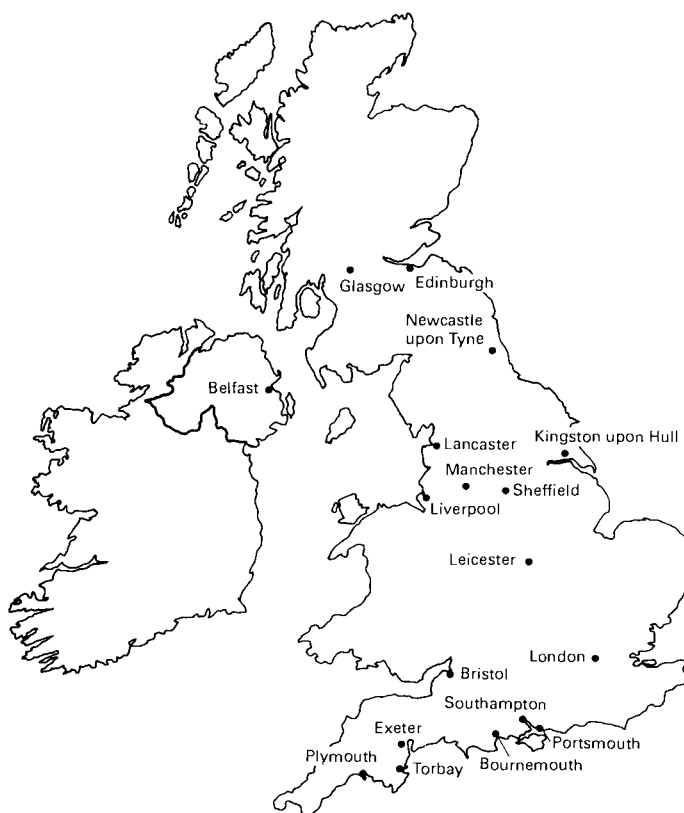 Glasgow
Edinburgh
Newcastle
upon Tyne
Belfast
Lancaster
Kingston upon Hull
Manchester
Sheffield
Liverpool
Leicester
London
Bristol
Southampton
Exeter
Portsmouth
Plymouth
Torbay
Bournemouth